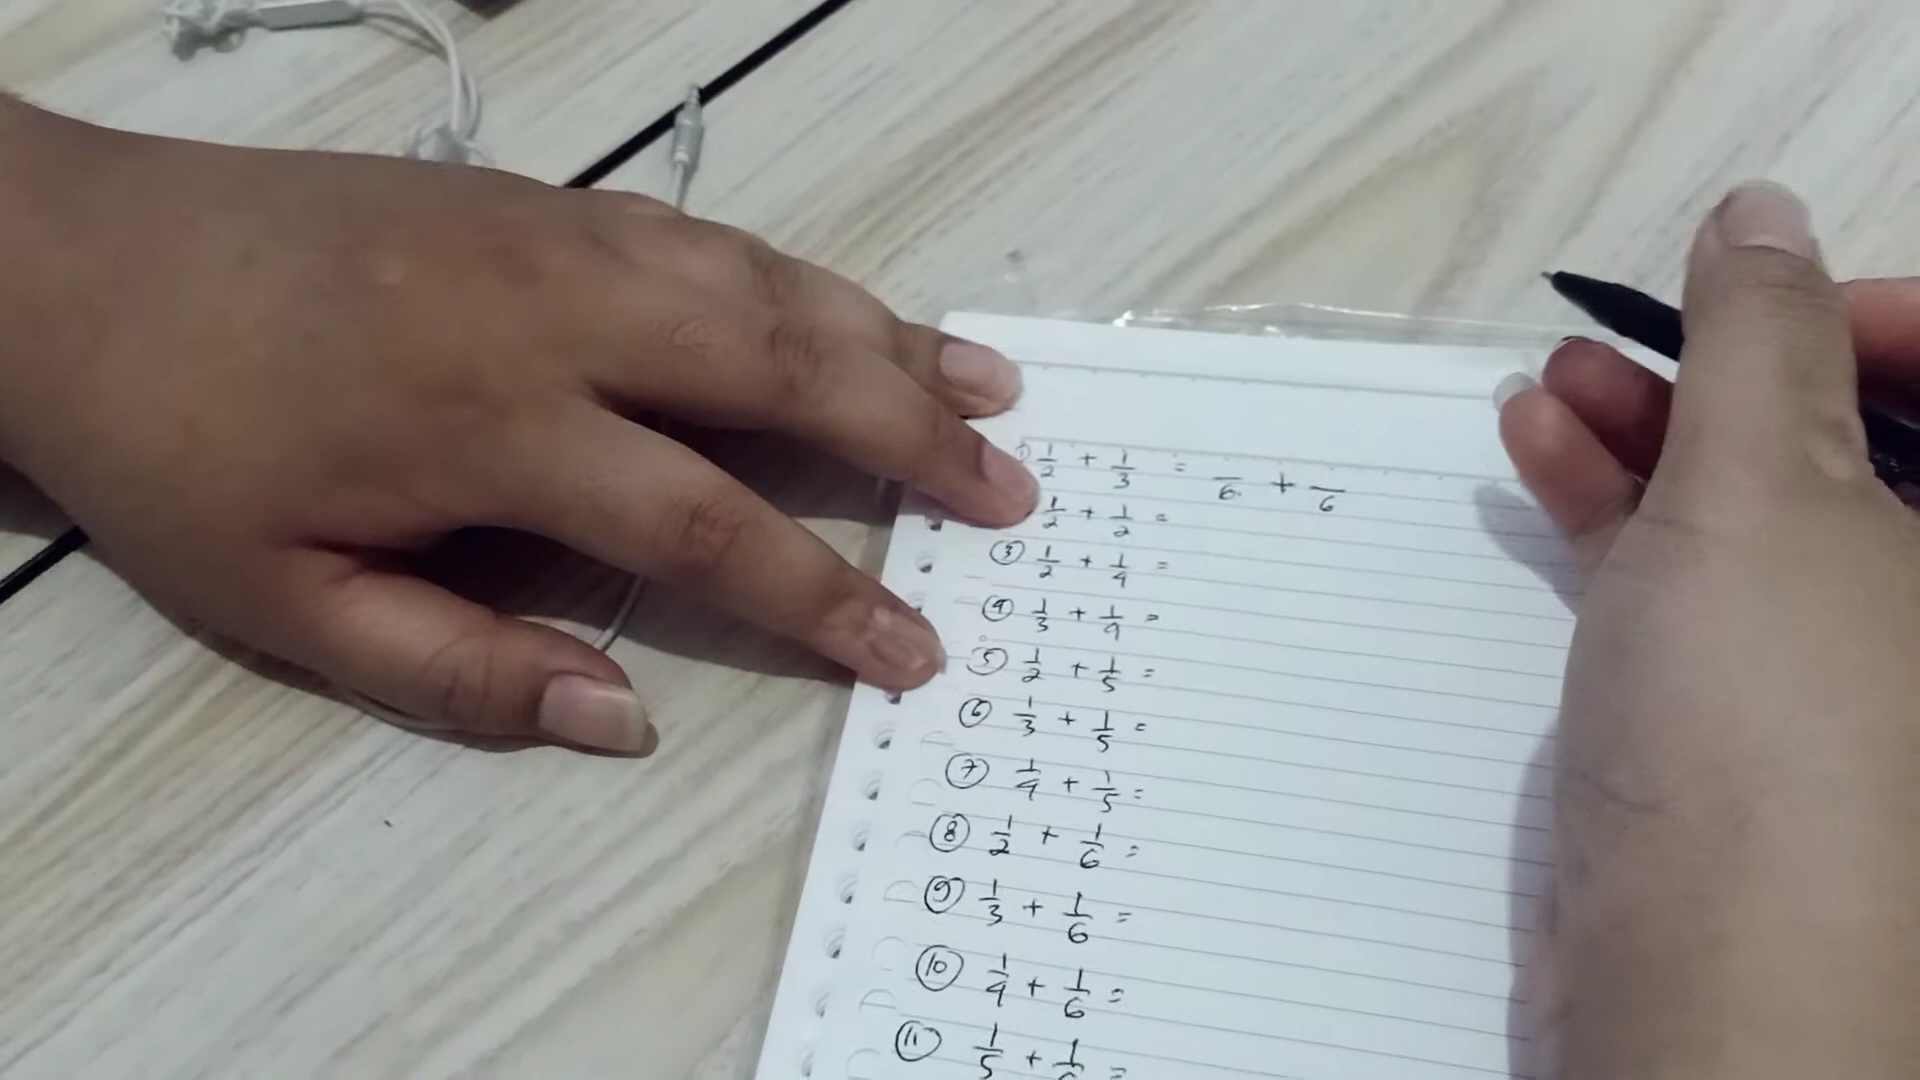 ① 1/2 + 1/3 = /6 + /6
1/2 + 1/2 =
③ 1/2 + 1/4 =
④ 1/3 + 1/4 =
⑤ 1/2 + 1/5 =
⑥ 1/3 + 1/5 =
⑦ 1/4 + 1/5 =
⑧ 1/2 + 1/6 =
⑨ 1/3 + 1/6 =
⑩ 1/4 + 1/6 =
⑪ 1/5 + 1/6 =